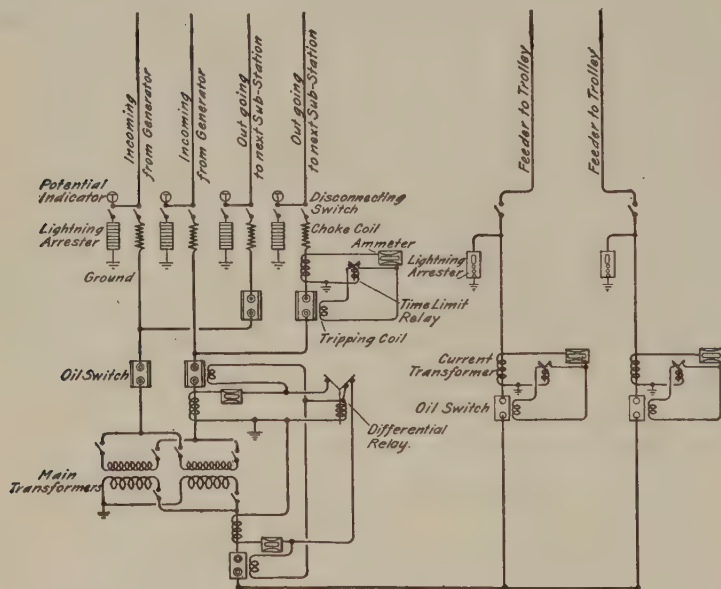 Incoming
from Generator
Incoming
from Generator
Out going
to next Sub-Station
Out going
to next Sub-Station
Feeder to Trolley
Feeder to Trolley
Potential
Indicator
Lightning
Arrester
Ground
Disconnecting
Switch
Choke Coil
Ammeter
Lightning
Arrester
Time Limit
Relay
Tripping Coil
Oil Switch
Current
Transformer
Oil Switch
Differential
Relay.
Main
Transformers